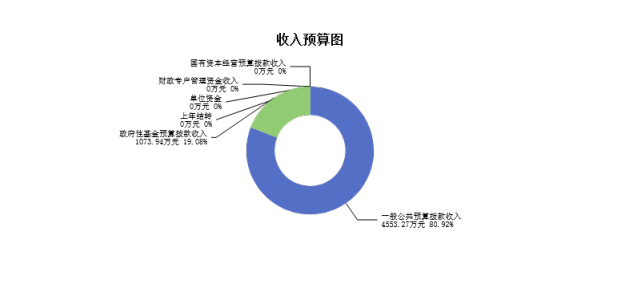 收入预算图
国有资本经营预算拨款收入
0万元 0%
财政专户管理资金收入
0万元 0%
单位资金
0万元 0%
上年结转
0万元 0%
政府性基金预算拨款收入
1073.94万元 19.08%
一般公共预算拨款收入
4553.27万元 80.92%